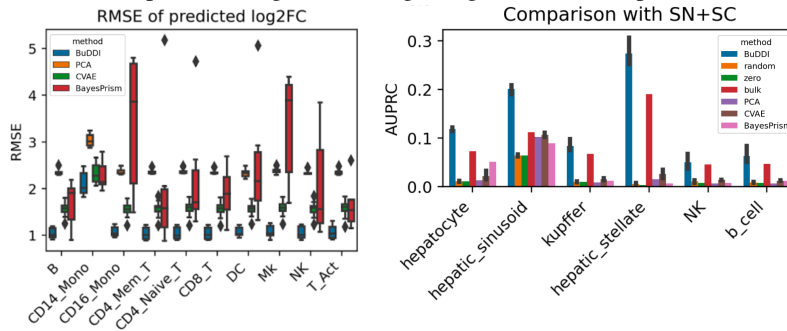 RMSE of predicted log2FC
method
BuDDI
PCA
CVAE
BayesPrism
RMSE
5
4
3
2
1
B
CD14_Mono
CD16_Mono
CD4_Mem_T
CD4_Naive_T
CD8_T
DC
Mk
NK
T_Act
Comparison with SN+SC
method
BuDDI
random
zero
bulk
PCA
CVAE
BayesPrism
AUPRC
0.3
0.2
0.1
0.0
hepatocyte
hepatic_sinusoid
kupffer
hepatic_stellate
NK
b_cell